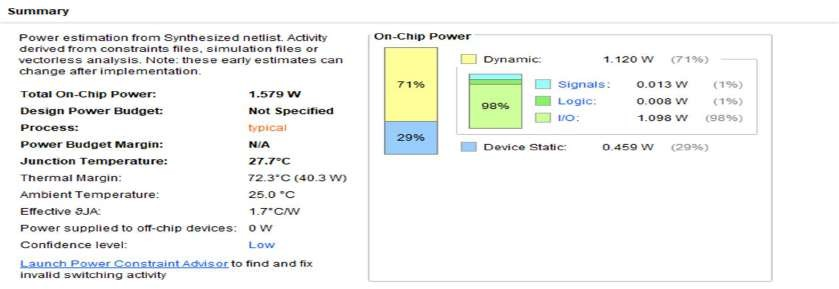 Summary
Power estimation from Synthesized netlist. Activity
derived from constraints files, simulation files or
vectorless analysis. Note: these early estimates can
change after implementation.
Total On-Chip Power: 1.579 W
Design Power Budget: Not Specified
Process: typical
Power Budget Margin: N/A
Junction Temperature: 27.7°C
Thermal Margin: 72.3°C (40.3 W)
Ambient Temperature: 25.0 °C
Effective ϑJA: 1.7°C/W
Power supplied to off-chip devices: 0 W
Confidence level: Low
Launch Power Constraint Advisor to find and fix
invalid switching activity
On-Chip Power
71%
29%
98%
Dynamic: 1.120 W (71%)
Signals: 0.013 W (1%)
Logic: 0.008 W (1%)
I/O: 1.098 W (98%)
Device Static: 0.459 W (29%)